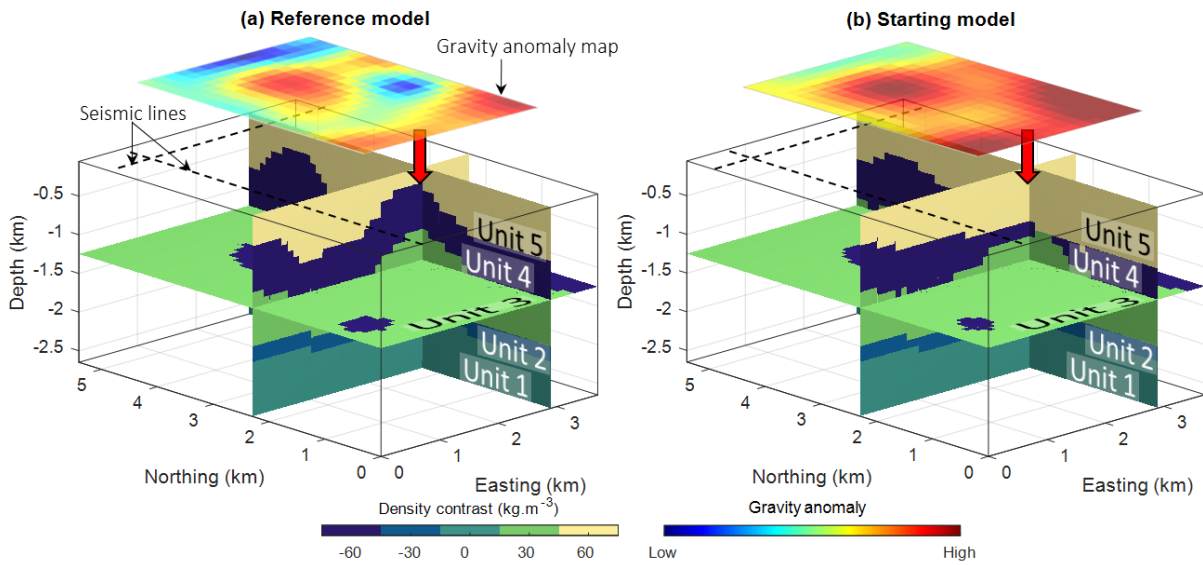 (a) Reference model
(b) Starting model
Gravity anomaly map
Seismic lines
-0.5
-1
-1.5
-2
-2.5
Depth (km)
Unit 5
Unit 4
Unit 3
Unit 2
Unit 1
5
4
3
2
1
0
Northing (km)
0
1
2
3
Easting (km)
-0.5
-1
-1.5
-2
-2.5
Depth (km)
Unit 5
Unit 4
Unit 3
Unit 2
Unit 1
5
4
3
2
1
0
Northing (km)
0
1
2
3
Easting (km)
Density contrast (kg.m⁻³)
-60 -30 0 30 60
Gravity anomaly
Low High